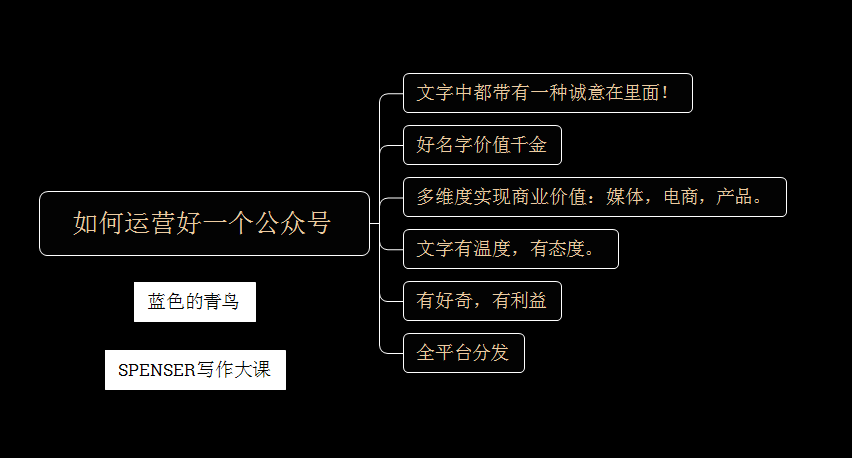 如何运营好一个公众号
文字中都带有一种诚意在里面！
好名字价值千金
多维度实现商业价值：媒体，电商，产品。
文字有温度，有态度。
有好奇，有利益
全平台分发
蓝色的青鸟
SPENSER写作大课